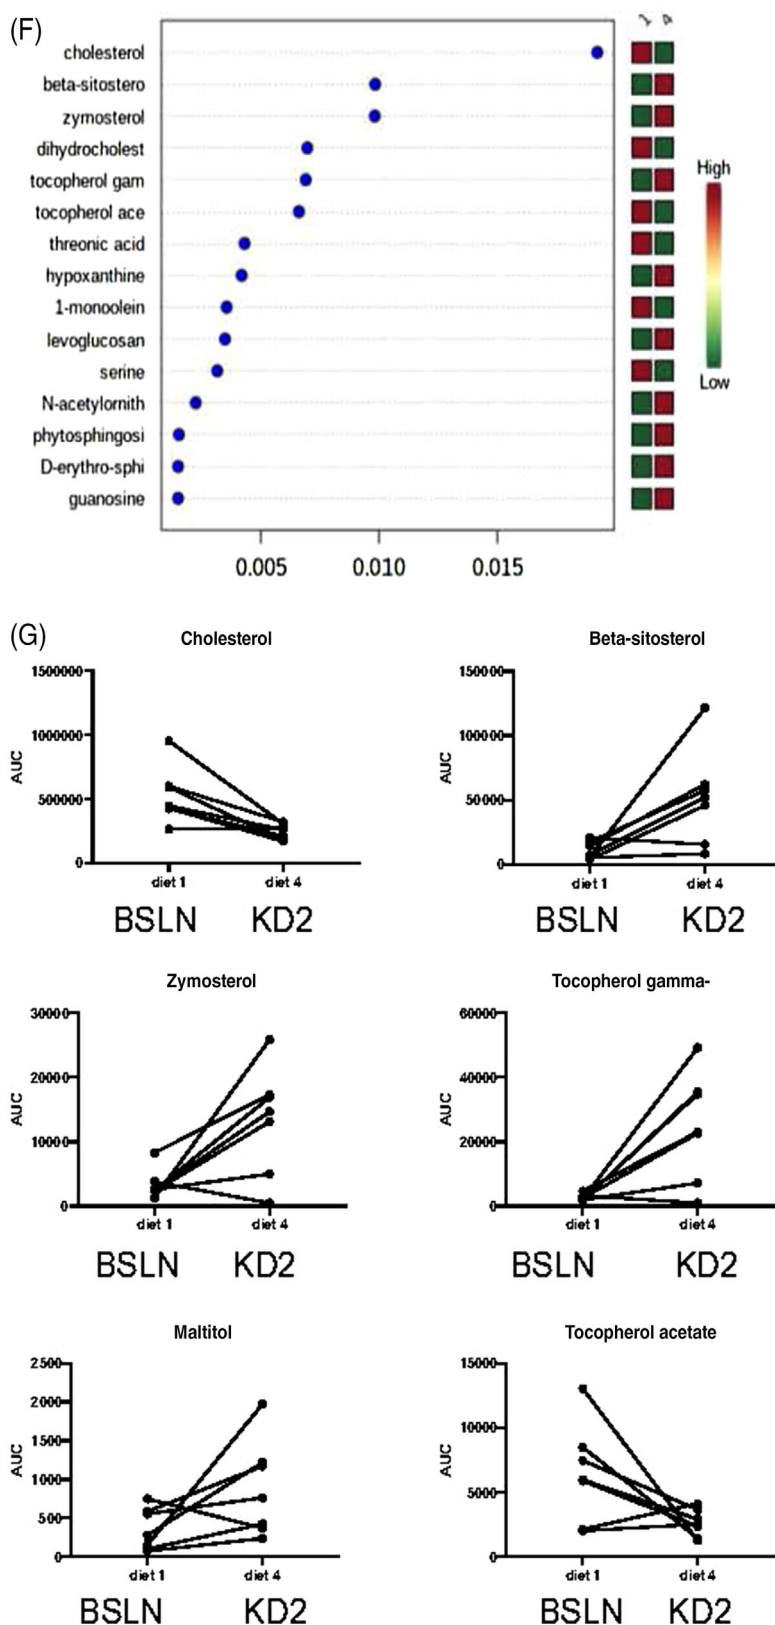 (F)
1 4
cholesterol
beta-sitostero
zymosterol
dihydrocholest
tocopherol gam
tocopherol ace
threonic acid
hypoxanthine
1-monoolein
levoglucosan
serine
N-acetylornith
phytosphingosi
D-erythro-sphi
guanosine
High
Low
0.005 0.010 0.015
(G)
Cholesterol
1500000
1000000
500000
0
AUC
diet 1 diet 4
BSLN KD2
Beta-sitosterol
150000
100000
50000
0
AUC
diet 1 diet 4
BSLN KD2
Zymosterol
30000
20000
10000
0
AUC
diet 1 diet 4
BSLN KD2
Tocopherol gamma-
60000
40000
20000
0
AUC
diet 1 diet 4
BSLN KD2
Maltitol
2500
2000
1500
1000
500
0
AUC
diet 1 diet 4
BSLN KD2
Tocopherol acetate
15000
10000
5000
0
AUC
diet 1 diet 4
BSLN KD2